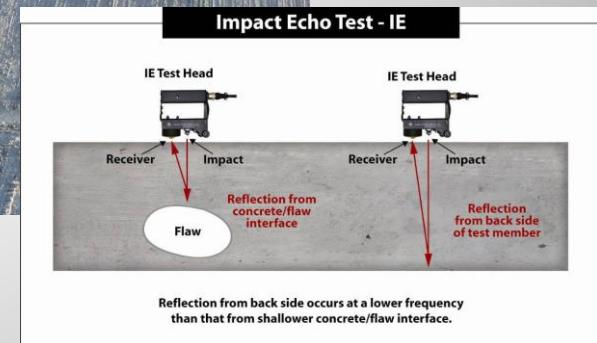 Impact Echo Test - IE
IE Test Head
IE Test Head
Receiver
Impact
Receiver
Impact
Reflection from
concrete/flaw
interface
Flaw
Reflection
from back side
of test member
Reflection from back side occurs at a lower frequency
than that from shallower concrete/flaw interface.